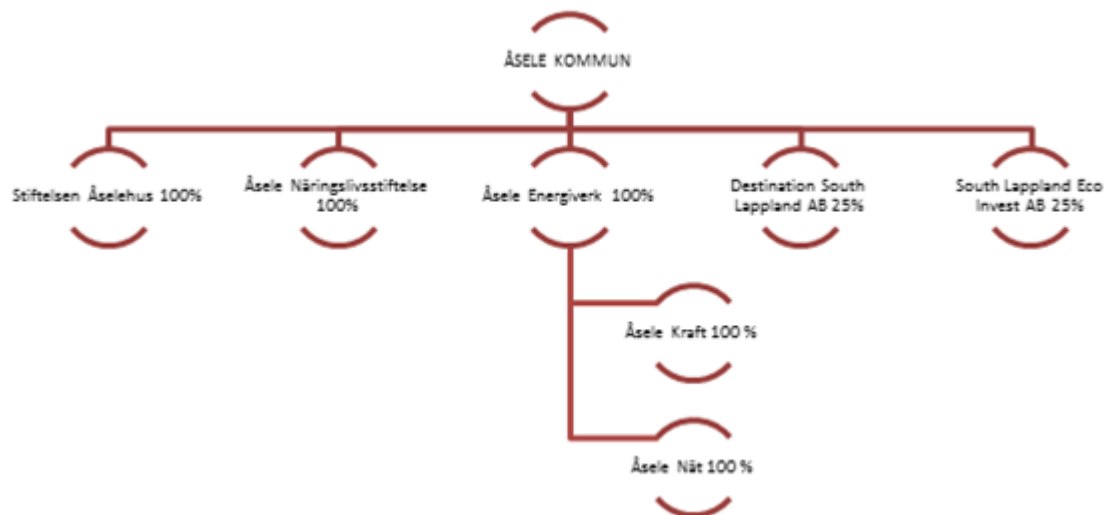 ÅSELE KOMMUN
Stiftelsen Åselehus 100%
Åsele Näringslivsstiftelse
100%
Åsele Energiverk 100%
Destination South
Lappland AB 25%
South Lappland Eco
Invest AB 25%
Åsele Kraft 100 %
Åsele Nät 100 %